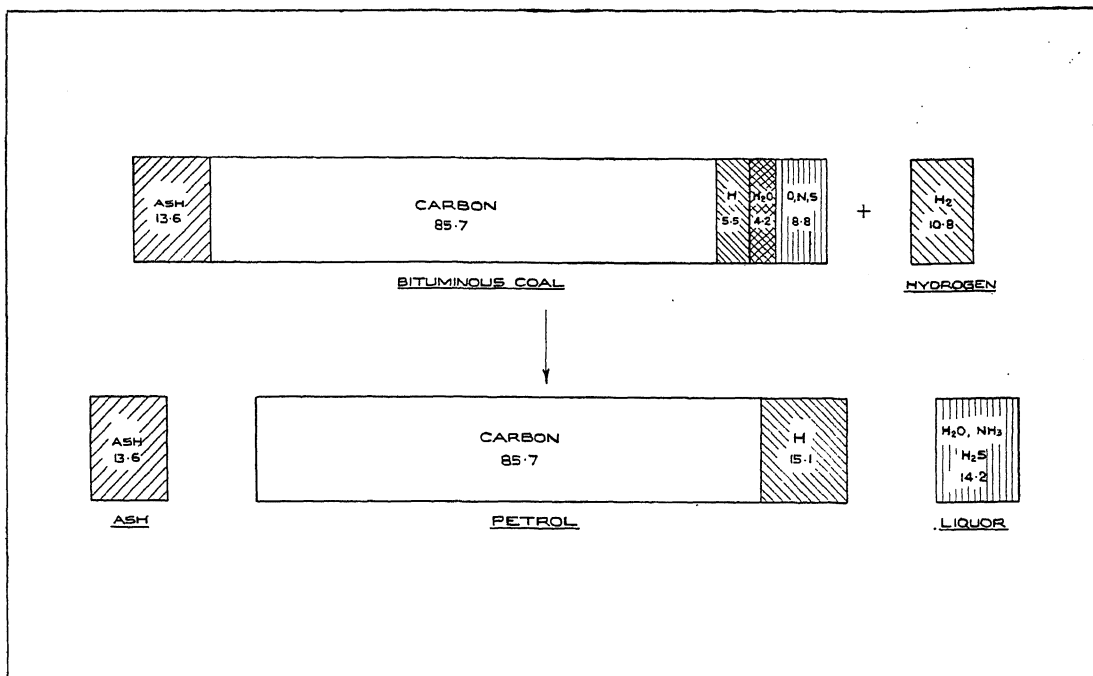 ASH
13·6
CARBON
85·7
H
5·5
H2O
4·2
O,N,S
8·8
+
H2
10·8
BITUMINOUS COAL
HYDROGEN
ASH
13·6
CARBON
85·7
H
15·1
H2O, NH3
H2S
14·2
ASH
PETROL
LIQUOR